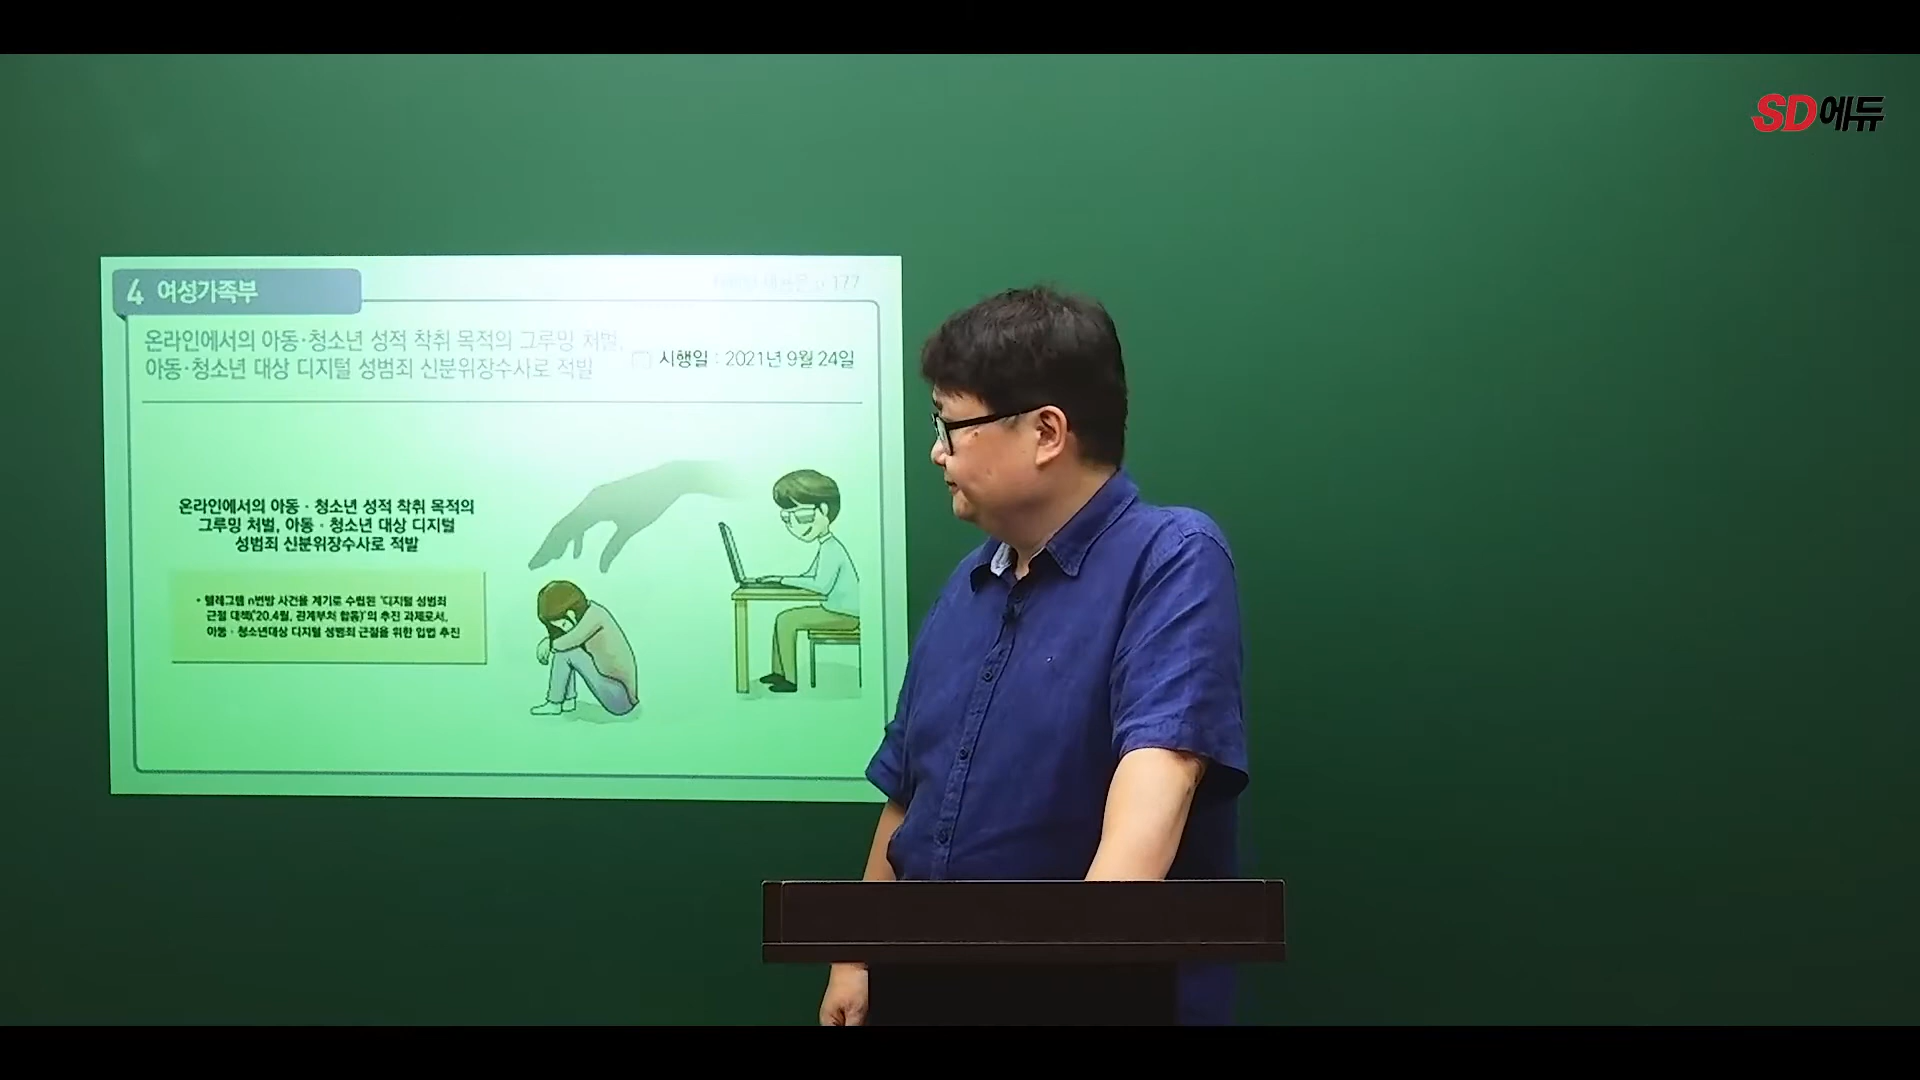 SD에듀
4 여성가족부
177
온라인에서의 아동·청소년 성적 착취 목적의 그루밍 처벌,
아동·청소년 대상 디지털 성범죄 신분위장수사로 적발
시행일 : 2021년 9월 24일
온라인에서의 아동 · 청소년 성적 착취 목적의
그루밍 처벌, 아동 · 청소년 대상 디지털
성범죄 신분위장수사로 적발
• 텔레그램 n번방 사건을 계기로 수립된 '디지털 성범죄
근절 대책('20.4월, 관계부처 합동)'의 추진 과제로서,
아동 · 청소년대상 디지털 성범죄 근절을 위한 입법 추진